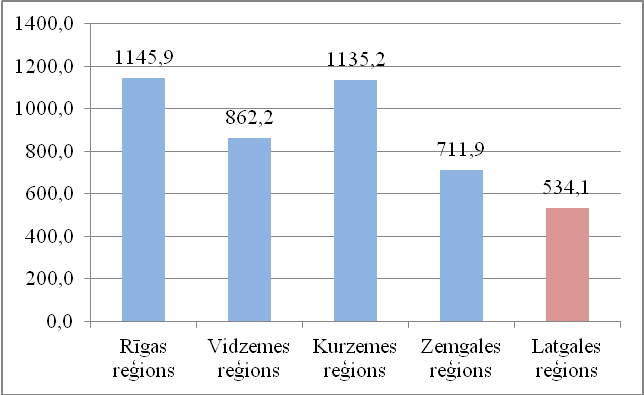 1400,0
1200,0
1000,0
800,0
600,0
400,0
200,0
0,0
1145,9
862,2
1135,2
711,9
534,1
Rīgas reģions
Vidzemes reģions
Kurzemes reģions
Zemgales reģions
Latgales reģions